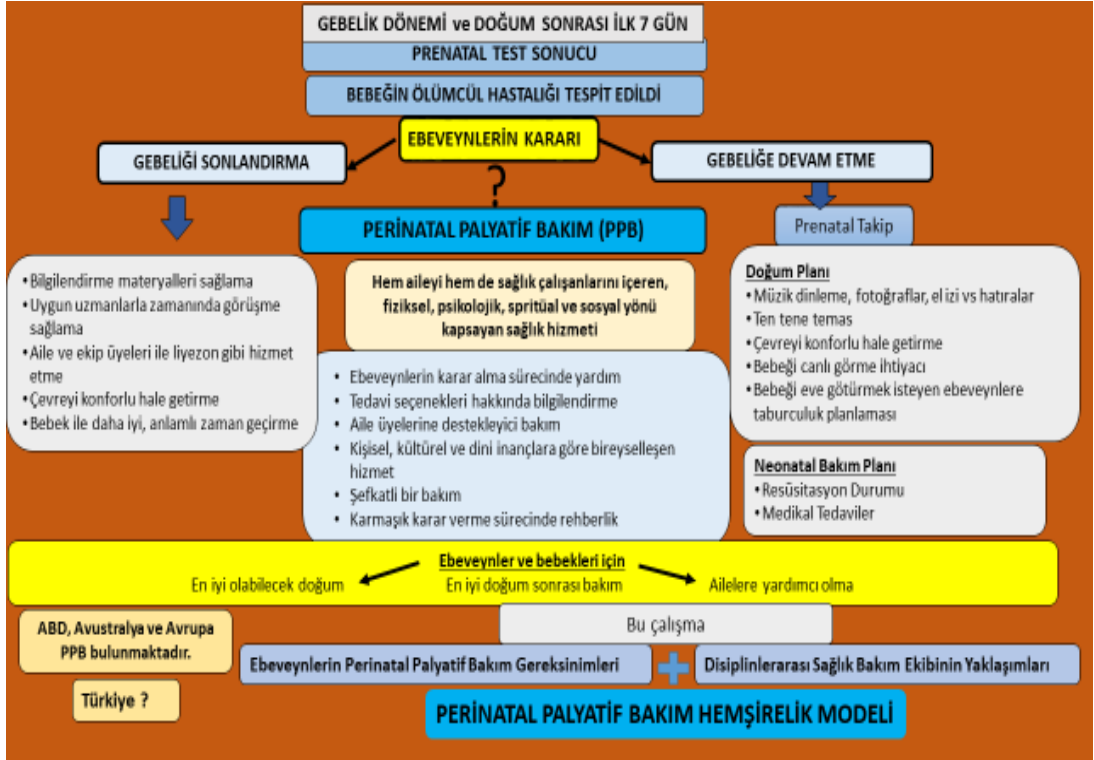 GEBELİK DÖNEMİ ve DOĞUM SONRASI İLK 7 GÜN
PRENATAL TEST SONUCU
BEBEĞİN ÖLÜMCÜL HASTALIĞI TESPİT EDİLDİ
EBEVEYNLERİN KARARI
GEBELİĞİ SONLANDIRMA
GEBELİĞE DEVAM ETME
?
•Bilgilendirme materyalleri sağlama
•Uygun uzmanlarla zamanında görüşme
sağlama
•Aile ve ekip üyeleri ile liyezon gibi hizmet
etme
•Çevreyi konforlu hale getirme
•Bebek ile daha iyi, anlamlı zaman geçirme
PERİNATAL PALYATİF BAKIM (PPB)
Hem aileyi hem de sağlık çalışanlarını içeren,
fiziksel, psikolojik, spritüal ve sosyal yönü
kapsayan sağlık hizmeti
• Ebeveynlerin karar alma sürecinde yardım
• Tedavi seçenekleri hakkında bilgilendirme
• Aile üyelerine destekleyici bakım
• Kişisel, kültürel ve dini inançlara göre bireyselleşen
hizmet
• Şefkatli bir bakım
• Karmaşık karar verme sürecinde rehberlik
Prenatal Takip
Doğum Planı
•Müzik dinleme, fotoğraflar, el izi vs hatıralar
•Ten tene temas
•Çevreyi konforlu hale getirme
•Bebeği canlı görme ihtiyacı
•Bebeği eve götürmek isteyen ebeveynlere
taburculuk planlaması
Neonatal Bakım Planı
•Resüsitasyon Durumu
•Medikal Tedaviler
Ebeveynler ve bebekleri için
En iyi olabilecek doğum
En iyi doğum sonrası bakım
Ailelere yardımcı olma
ABD, Avustralya ve Avrupa
PPB bulunmaktadır.
Türkiye ?
Bu çalışma
Ebeveynlerin Perinatal Palyatif Bakım Gereksinimleri
Disiplinlerarası Sağlık Bakım Ekibinin Yaklaşımları
PERİNATAL PALYATİF BAKIM HEMŞİRELİK MODELİ